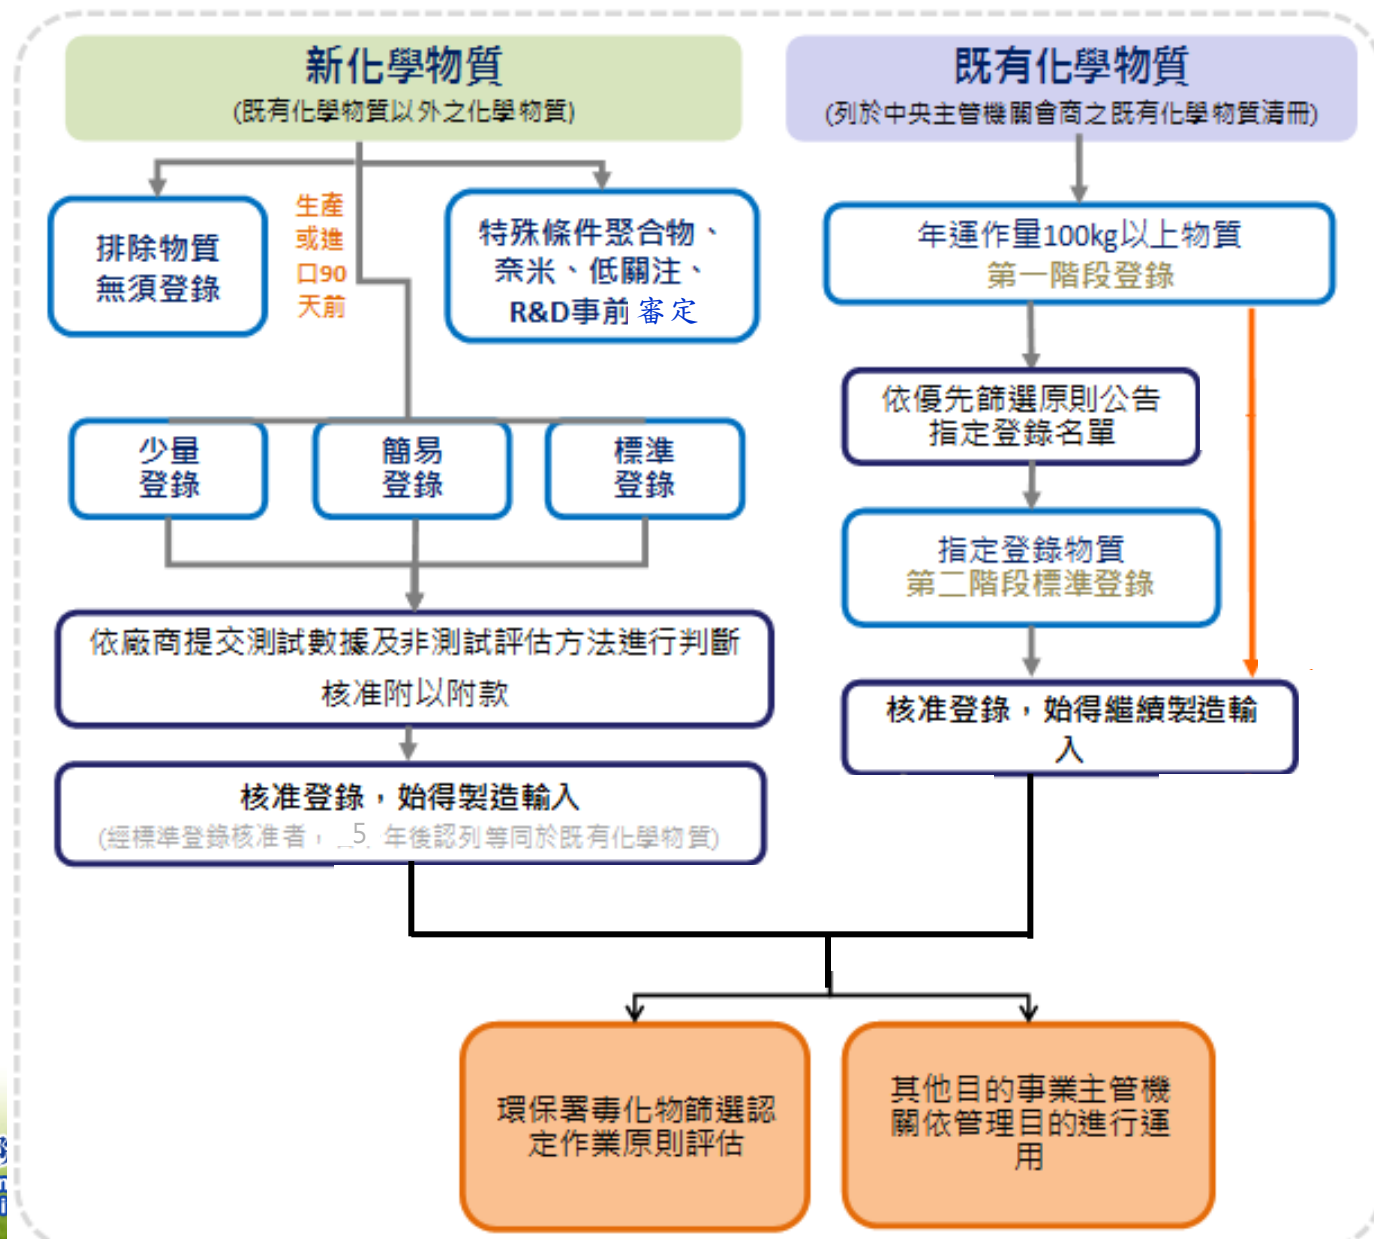 新化學物質
(既有化學物質以外之化學物質)
既有化學物質
(列於中央主管機關會商之既有化學物質清冊)
排除物質
無須登錄
生產
或進
口90
天前
特殊條件聚合物、
奈米、低關注、
R&D事前 審定
少量
登錄
簡易
登錄
標準
登錄
依廠商提交測試數據及非測試評估方法進行判斷
核准附以附款
核准登錄，始得製造輸入
(經標準登錄核准者， 5 年後認列等同於既有化學物質)
年運作量100kg以上物質
第一階段登錄
依優先篩選原則公告
指定登錄名單
指定登錄物質
第二階段標準登錄
核准登錄，始得繼續製造輸
入
環保署毒化物篩選認
定作業原則評估
其他目的事業主管機
關依管理目的進行運
用